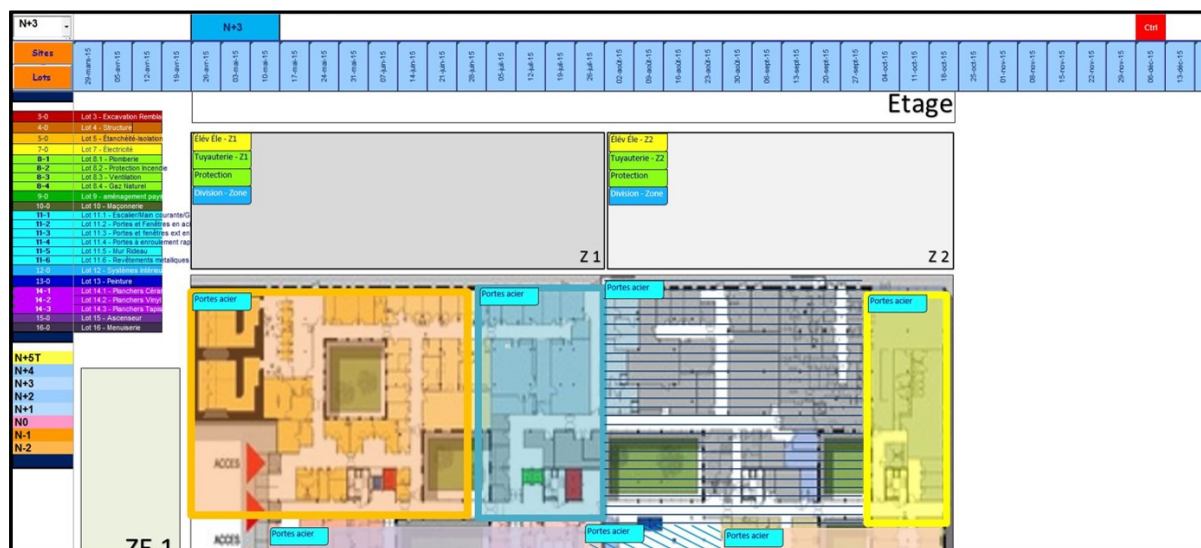 N+3
N+3
Ctrl
Sites
Lots
29-mars-15
05-avr-15
12-avr-15
19-avr-15
26-avr-15
03-mai-15
10-mai-15
17-mai-15
24-mai-15
31-mai-15
07-juin-15
14-juin-15
21-juin-15
28-juin-15
05-juil-15
12-juil-15
19-juil-15
26-juil-15
02-août-15
09-août-15
16-août-15
23-août-15
30-août-15
06-sept-15
13-sept-15
20-sept-15
27-sept-15
04-oct-15
11-oct-15
18-oct-15
25-oct-15
01-nov-15
08-nov-15
15-nov-15
22-nov-15
29-nov-15
06-déc-15
13-déc-15
Etage
3-0 Lot 3 - Excavation Rembla
4-0 Lot 4 - Structure
5-0 Lot 5 - Étanchéité-Isolation
7-0 Lot 7 - Électricité
8-1 Lot 8.1 - Plomberie
8-2 Lot 8.2 - Protection Incendie
8-3 Lot 8.3 - Ventilation
8-4 Lot 8.4 - Gaz Naturel
9-0 Lot 9 - aménagement pays
10-0 Lot 10 - Maçonnerie
11-1 Lot 11.1 - Escalier/Main courante/G
11-2 Lot 11.2 - Portes et Fenêtres en aci
11-3 Lot 11.3 - Portes et fenêtres ext en
11-4 Lot 11.4 - Portes à enroulement rap
11-5 Lot 11.5 - Mur Rideau
11-6 Lot 11.6 - Revêtements métalliques
12-0 Lot 12 - Systèmes intérieu
13-0 Lot 13 - Peinture
14-1 Lot 14.1 - Planchers Céra
14-2 Lot 14.2 - Planchers Vinyl
14-3 Lot 14.3 - Planchers Tapis
15-0 Lot 15 - Ascenseur
16-0 Lot 16 - Menuiserie
N+5T
N+4
N+3
N+2
N+1
N0
N-1
N-2
Élév Éle - Z1
Tuyauterie - Z1
Protection
Division - Zone
Z 1
Élév Éle - Z2
Tuyauterie - Z2
Protection
Division - Zone
Z 2
Portes acier
Portes acier
Portes acier
Portes acier
ACCES
ACCES
Portes acier
Portes acier
Portes acier
ZE 1